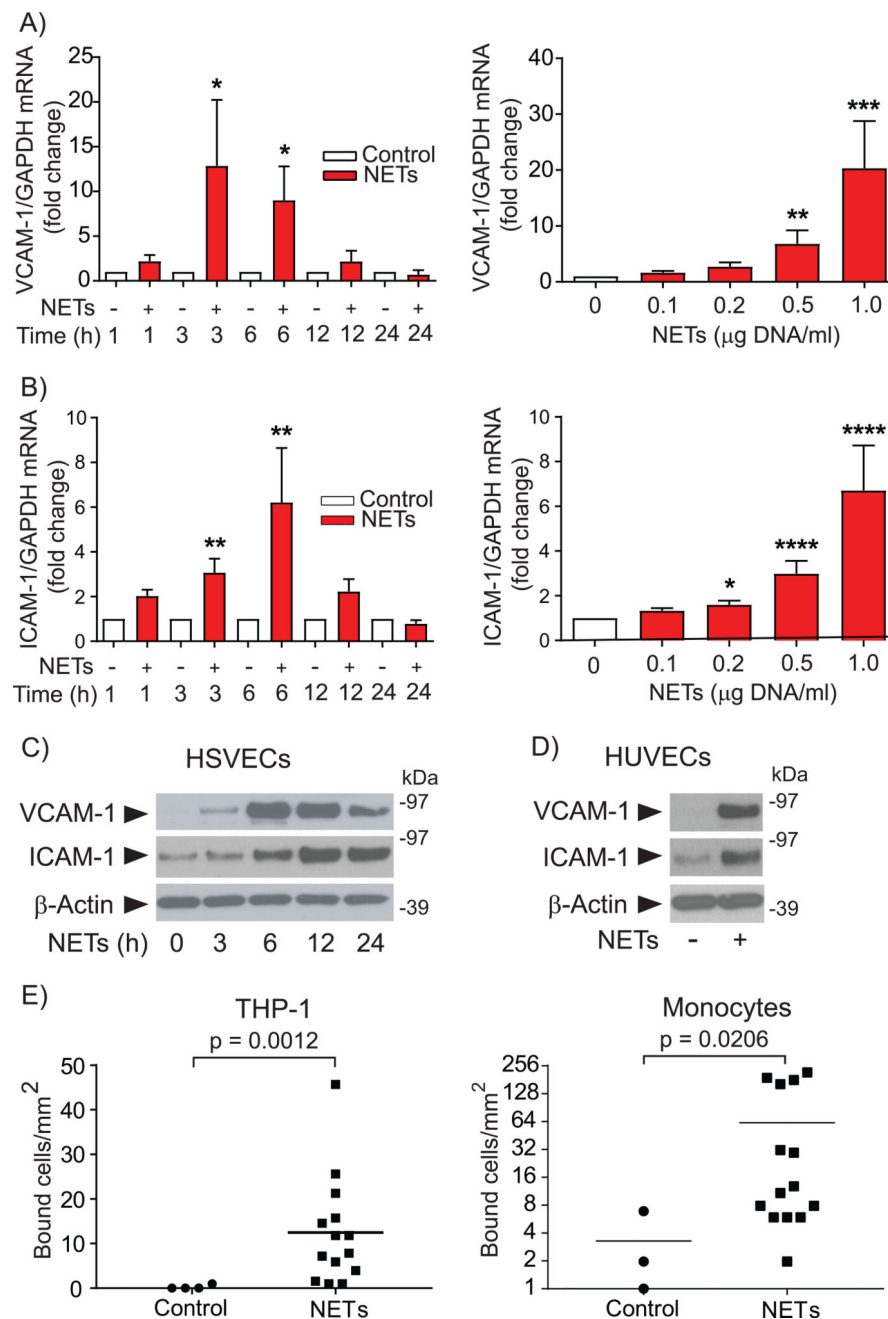 A)
VCAM-1/GAPDH mRNA
(fold change)
25
20
15
10
5
0
*
*
Control
NETs
NETs - + - + - + - + - +
Time (h) 1 1 3 3 6 6 12 12 24 24
VCAM-1/GAPDH mRNA
(fold change)
40
30
20
10
0
**
***
0 0.1 0.2 0.5 1.0
NETs (μg DNA/ml)
B)
ICAM-1/GAPDH mRNA
(fold change)
10
8
6
4
2
0
**
**
Control
NETs
NETs - + - + - + - + - +
Time (h) 1 1 3 3 6 6 12 12 24 24
ICAM-1/GAPDH mRNA
(fold change)
10
8
6
4
2
0
*
****
****
0 0.1 0.2 0.5 1.0
NETs (μg DNA/ml)
C)
HSVECs
kDa
VCAM-1
-97
-97
ICAM-1
β-Actin
-39
NETs (h) 0 3 6 12 24
D)
HUVECs
kDa
VCAM-1
-97
-97
ICAM-1
β-Actin
-39
NETs - +
E)
THP-1
p = 0.0012
Bound cells/mm2
50
40
30
20
10
0
Control NETs
Monocytes
p = 0.0206
Bound cells/mm2
256
128
64
32
16
8
4
2
1
Control NETs